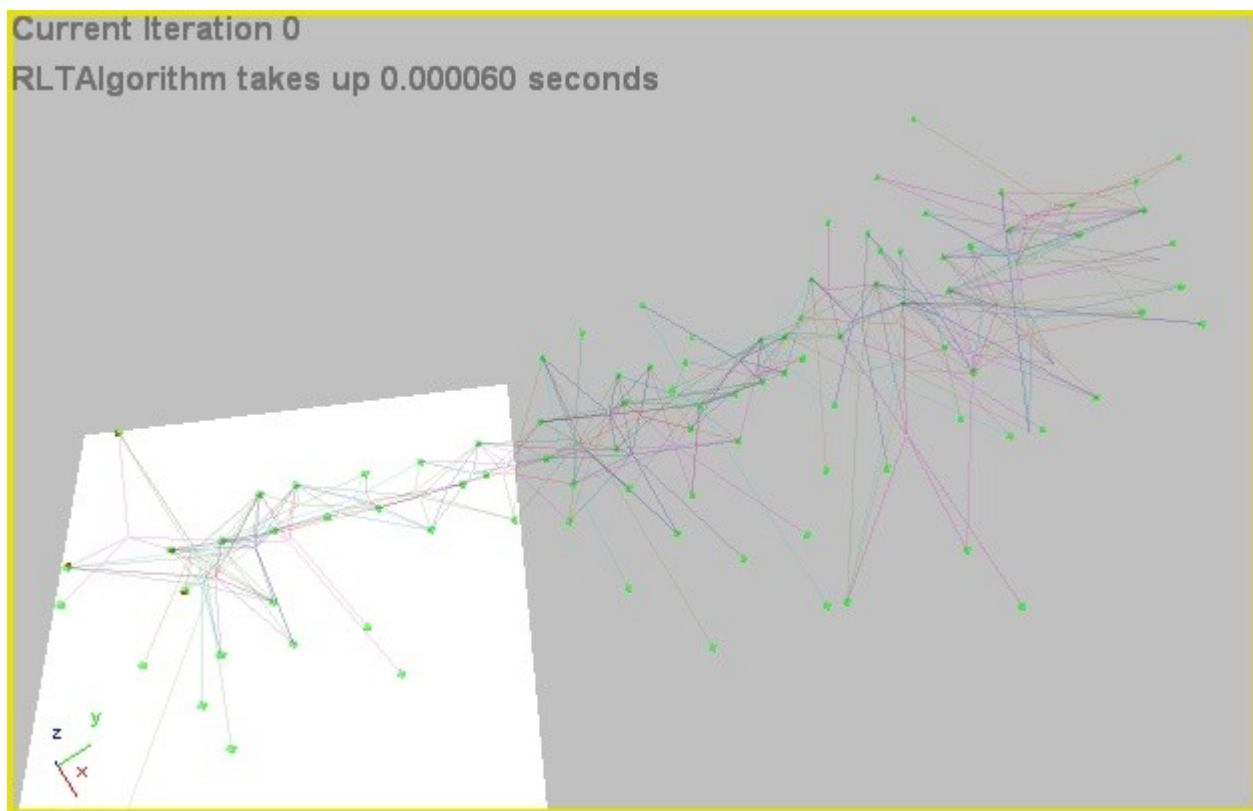 Current Iteration 0
RLTAlgorithm takes up 0.000060 seconds
y
z
x